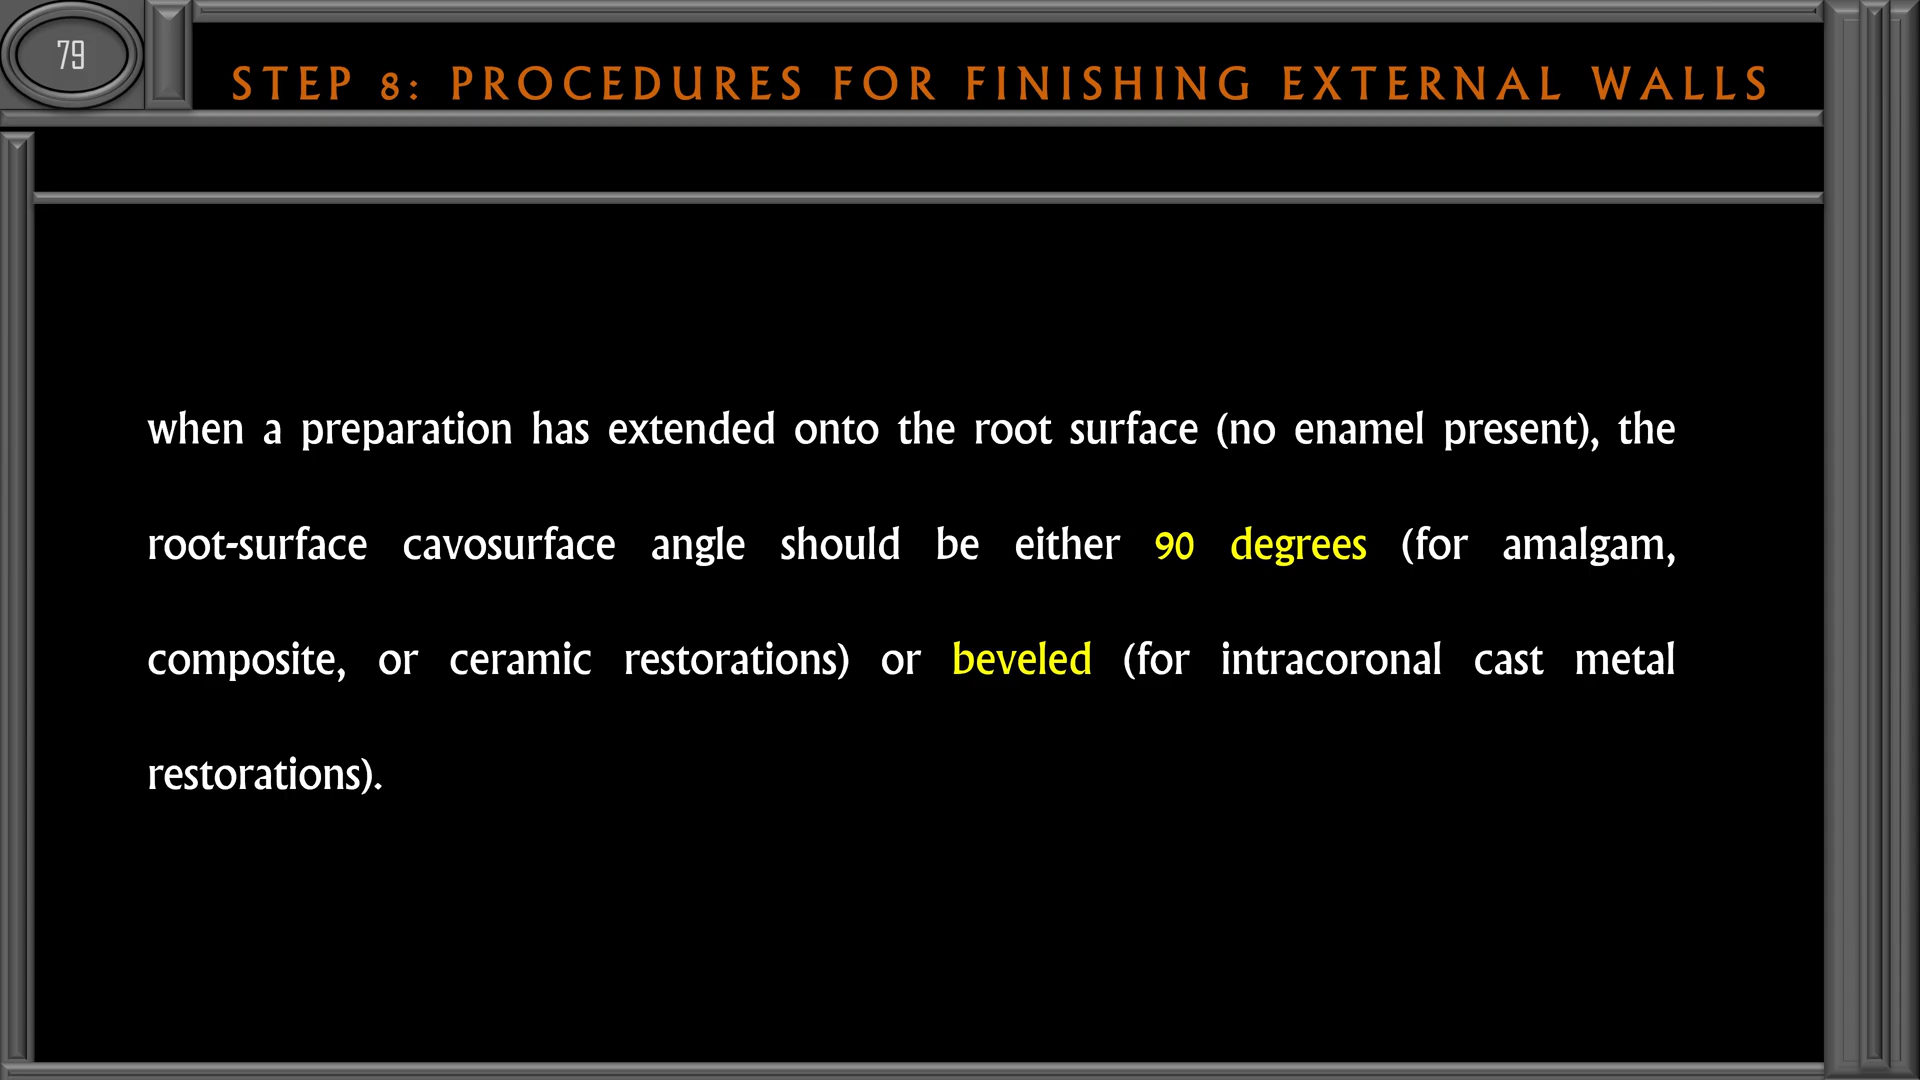 79
STEP 8: PROCEDURES FOR FINISHING EXTERNAL WALLS
when a preparation has extended onto the root surface (no enamel present), the
root-surface cavosurface angle should be either 90 degrees (for amalgam,
composite, or ceramic restorations) or beveled (for intracoronal cast metal
restorations).